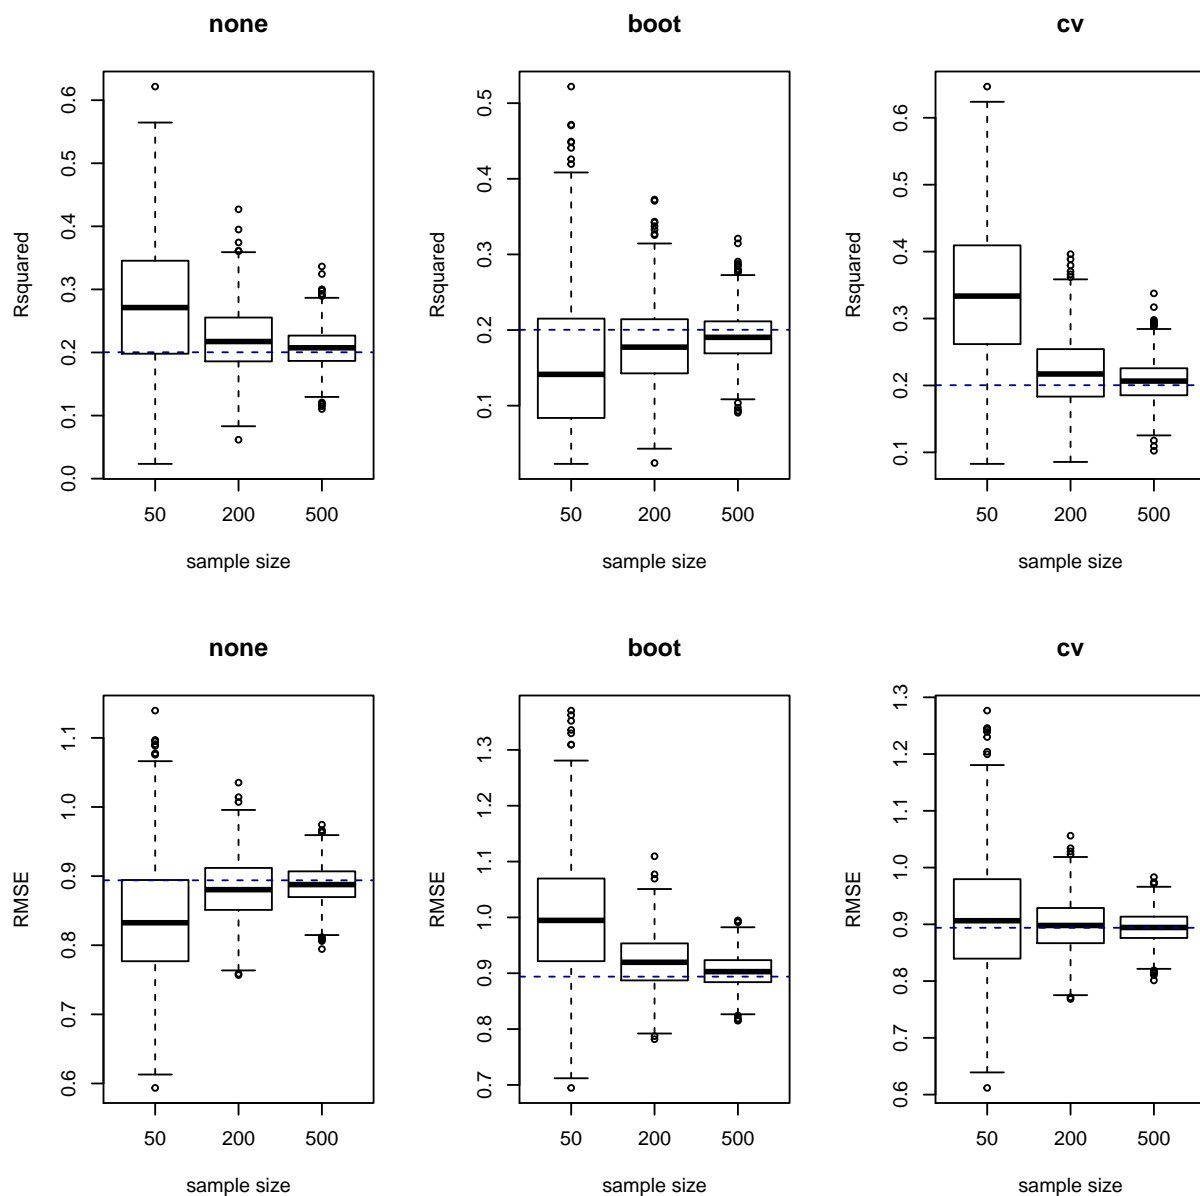 none boot cv
Rsquared
0.0 0.1 0.2 0.3 0.4 0.5 0.6
50 200 500
sample size
Rsquared
0.1 0.2 0.3 0.4 0.5
50 200 500
sample size
Rsquared
0.1 0.2 0.3 0.4 0.5 0.6
50 200 500
sample size
none boot cv
RMSE
0.6 0.7 0.8 0.9 1.0 1.1
50 200 500
sample size
RMSE
0.7 0.8 0.9 1.0 1.1 1.2 1.3
50 200 500
sample size
RMSE
0.6 0.7 0.8 0.9 1.0 1.1 1.2 1.3
50 200 500
sample size